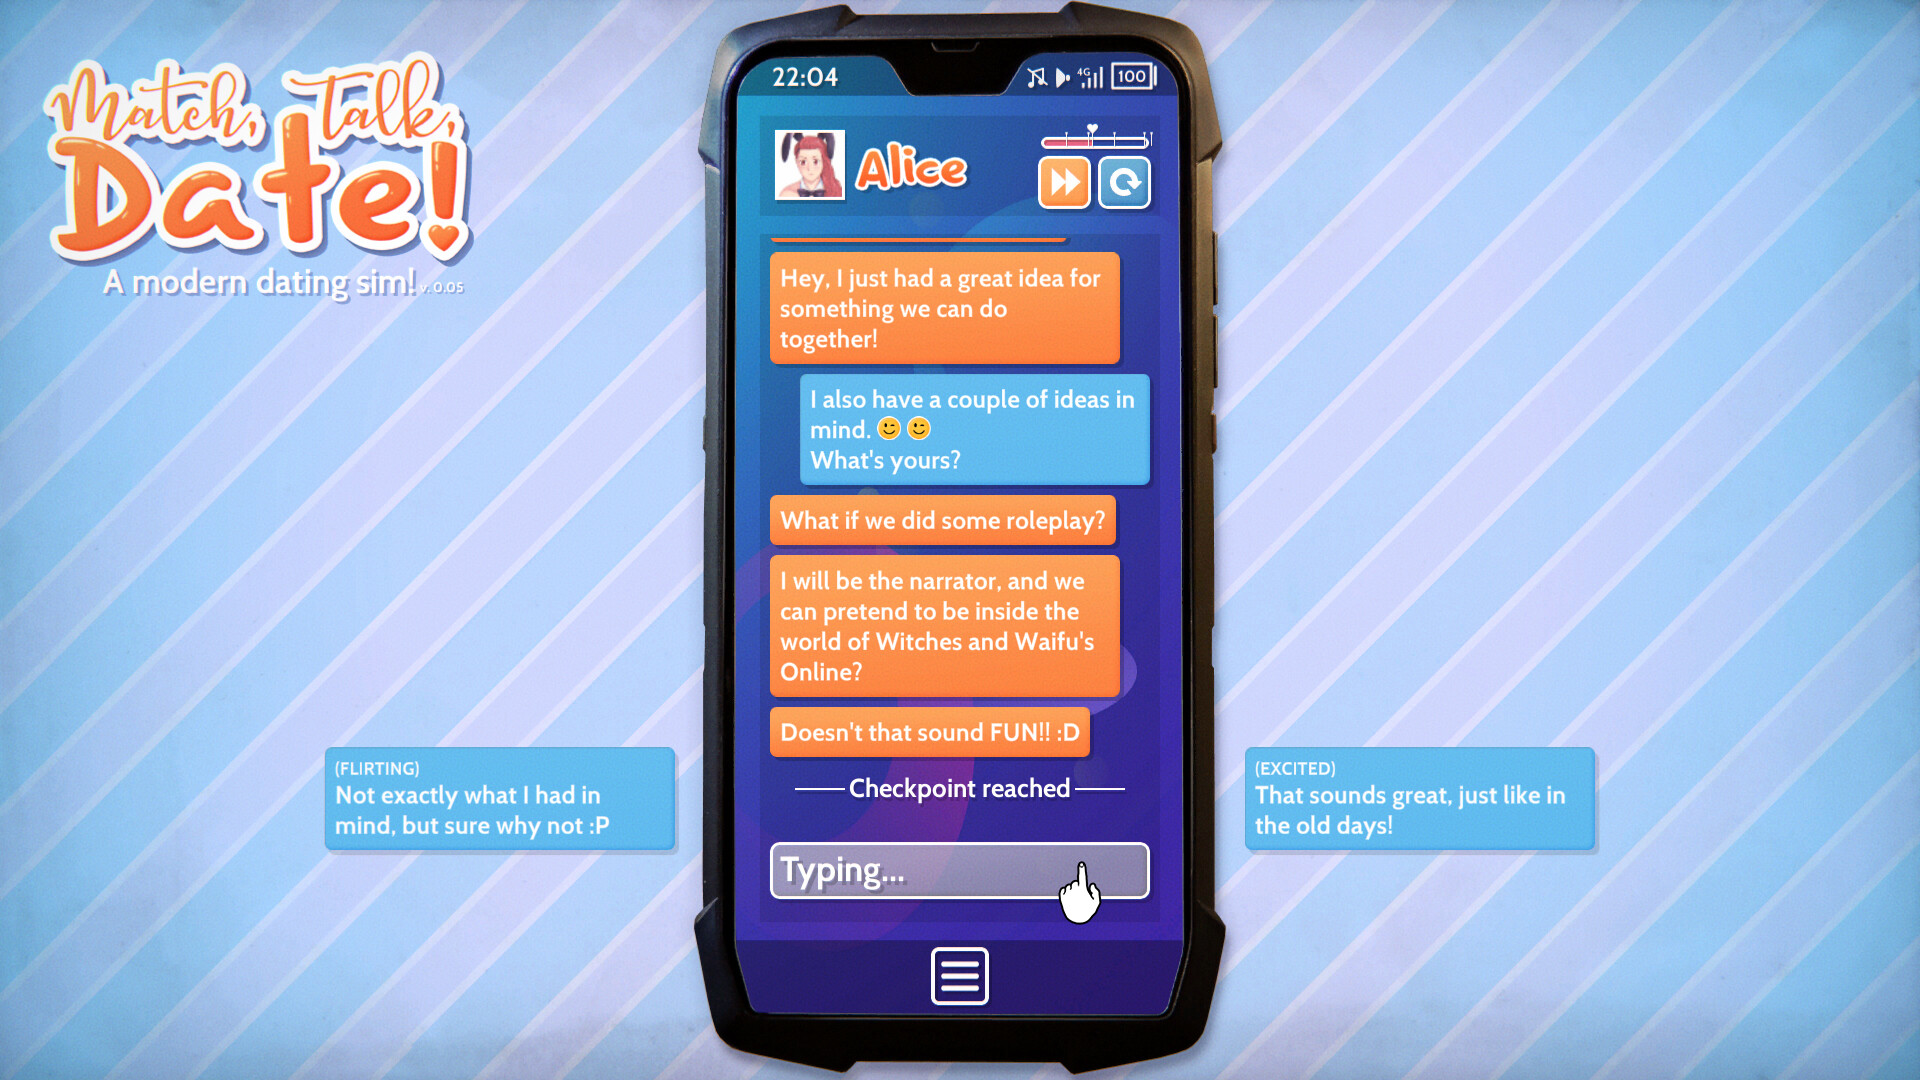 Match, Talk,
Date!
A modern dating sim! v. 0.05
22:04
4G
100
Alice
Hey, I just had a great idea for
something we can do
together!
I also have a couple of ideas in
mind. 😉 😉
What's yours?
What if we did some roleplay?
I will be the narrator, and we
can pretend to be inside the
world of Witches and Waifu's
Online?
Doesn't that sound FUN!! :D
Checkpoint reached
(FLIRTING)
Not exactly what I had in
mind, but sure why not :P
(EXCITED)
That sounds great, just like in
the old days!
Typing...